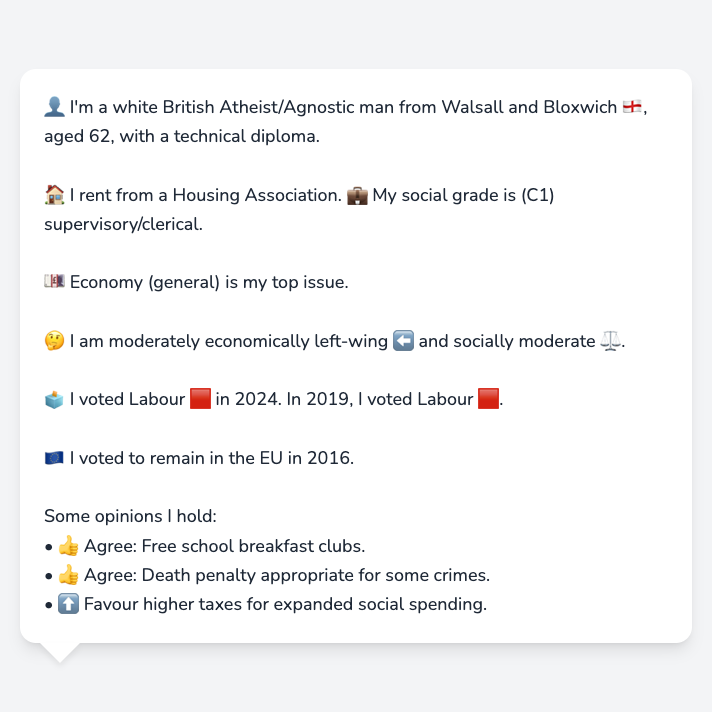 👤 I'm a white British Atheist/Agnostic man from Walsall and Bloxwich 🏴󠁧󠁢󠁥󠁮󠁧󠁿,
aged 62, with a technical diploma.
🏠 I rent from a Housing Association. 💼 My social grade is (C1)
supervisory/clerical.
💷 Economy (general) is my top issue.
🤔 I am moderately economically left-wing ⬅️ and socially moderate ⚖️.
🗳️ I voted Labour 🟥 in 2024. In 2019, I voted Labour 🟥.
🇪🇺 I voted to remain in the EU in 2016.
Some opinions I hold:
• 👍 Agree: Free school breakfast clubs.
• 👍 Agree: Death penalty appropriate for some crimes.
• ⬆️ Favour higher taxes for expanded social spending.